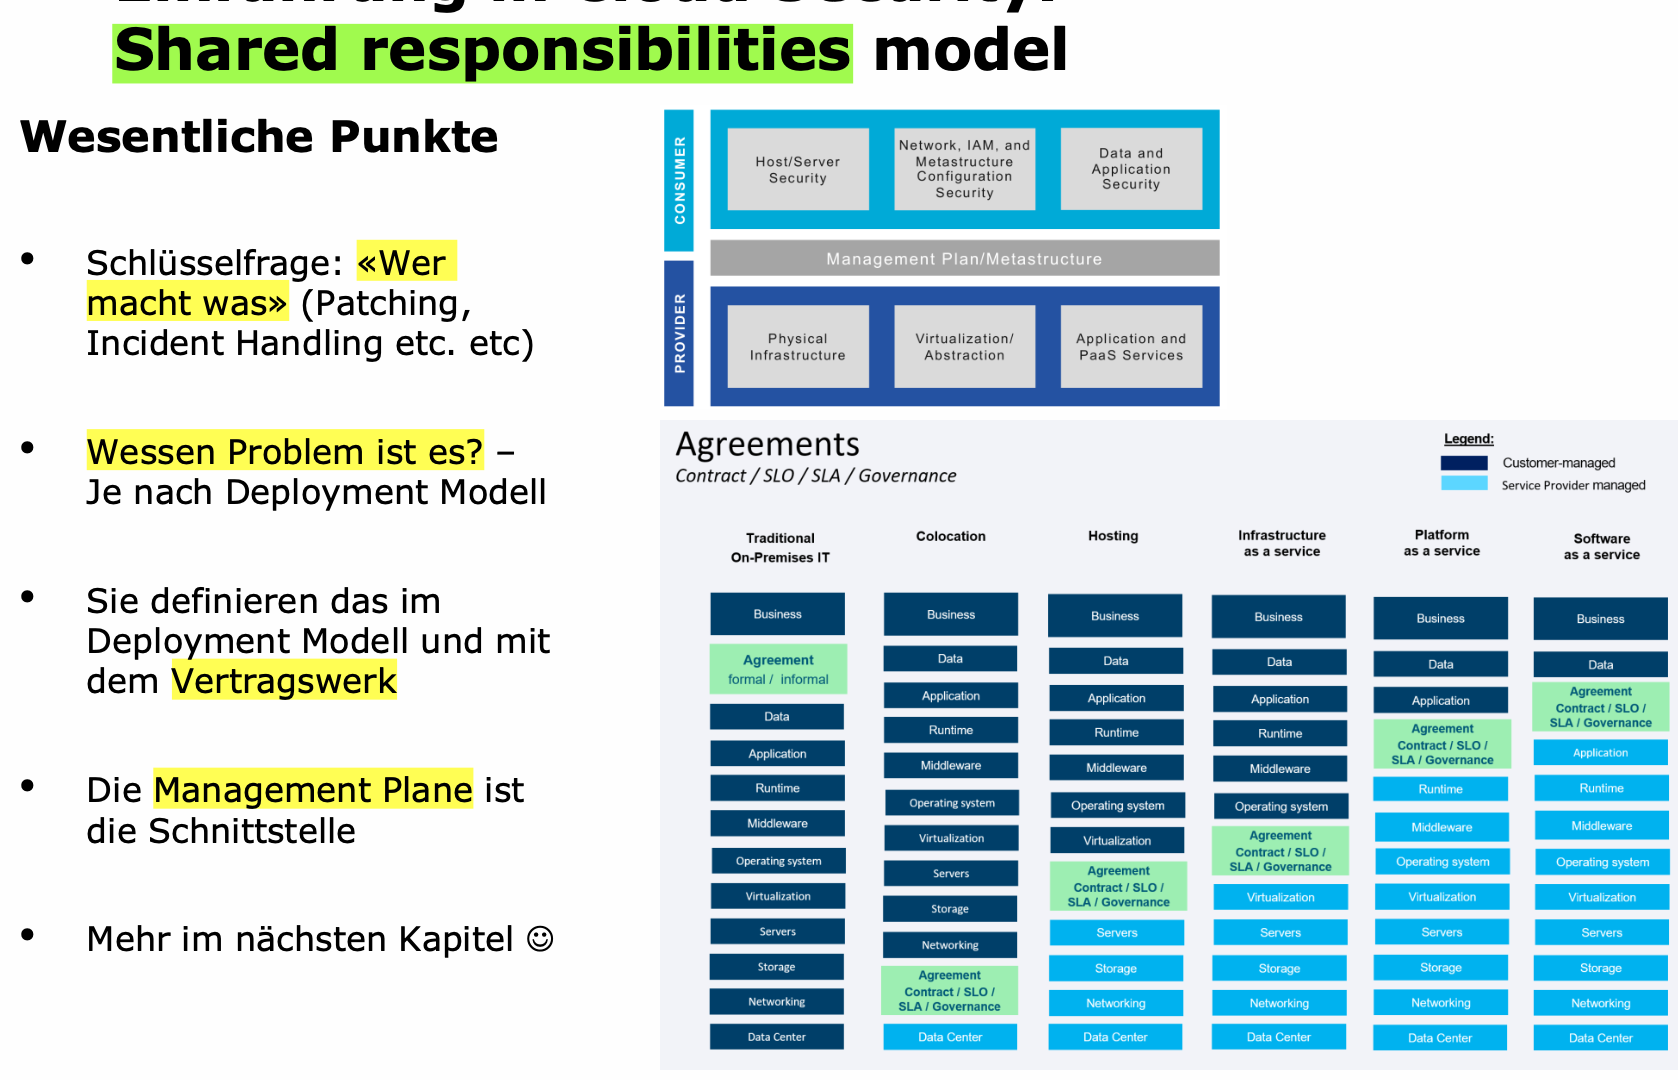 Einführung in Cloud Security:
Shared responsibilities model
Wesentliche Punkte
• Schlüsselfrage: «Wer
macht was» (Patching,
Incident Handling etc. etc)
• Wessen Problem ist es? –
Je nach Deployment Modell
• Sie definieren das im
Deployment Modell und mit
dem Vertragswerk
• Die Management Plane ist
die Schnittstelle
• Mehr im nächsten Kapitel ☺
CONSUMER
Host/Server
Security
Network, IAM, and
Metastructure
Configuration
Security
Data and
Application
Security
Management Plan/Metastructure
PROVIDER
Physical
Infrastructure
Virtualization/
Abstraction
Application and
PaaS Services
Agreements
Contract / SLO / SLA / Governance
Legend:
Customer-managed
Service Provider managed
Traditional
On-Premises IT
Business
Agreement
formal / informal
Data
Application
Runtime
Middleware
Operating system
Virtualization
Servers
Storage
Networking
Data Center
Colocation
Business
Data
Application
Runtime
Middleware
Operating system
Virtualization
Servers
Storage
Networking
Agreement
Contract / SLO /
SLA / Governance
Data Center
Hosting
Business
Data
Application
Runtime
Middleware
Operating system
Virtualization
Agreement
Contract / SLO /
SLA / Governance
Servers
Storage
Networking
Data Center
Infrastructure
as a service
Business
Data
Application
Runtime
Middleware
Operating system
Agreement
Contract / SLO /
SLA / Governance
Virtualization
Servers
Storage
Networking
Data Center
Platform
as a service
Business
Data
Application
Agreement
Contract / SLO /
SLA / Governance
Runtime
Middleware
Operating system
Virtualization
Servers
Storage
Networking
Data Center
Software
as a service
Business
Data
Agreement
Contract / SLO /
SLA / Governance
Application
Runtime
Middleware
Operating system
Virtualization
Servers
Storage
Networking
Data Center